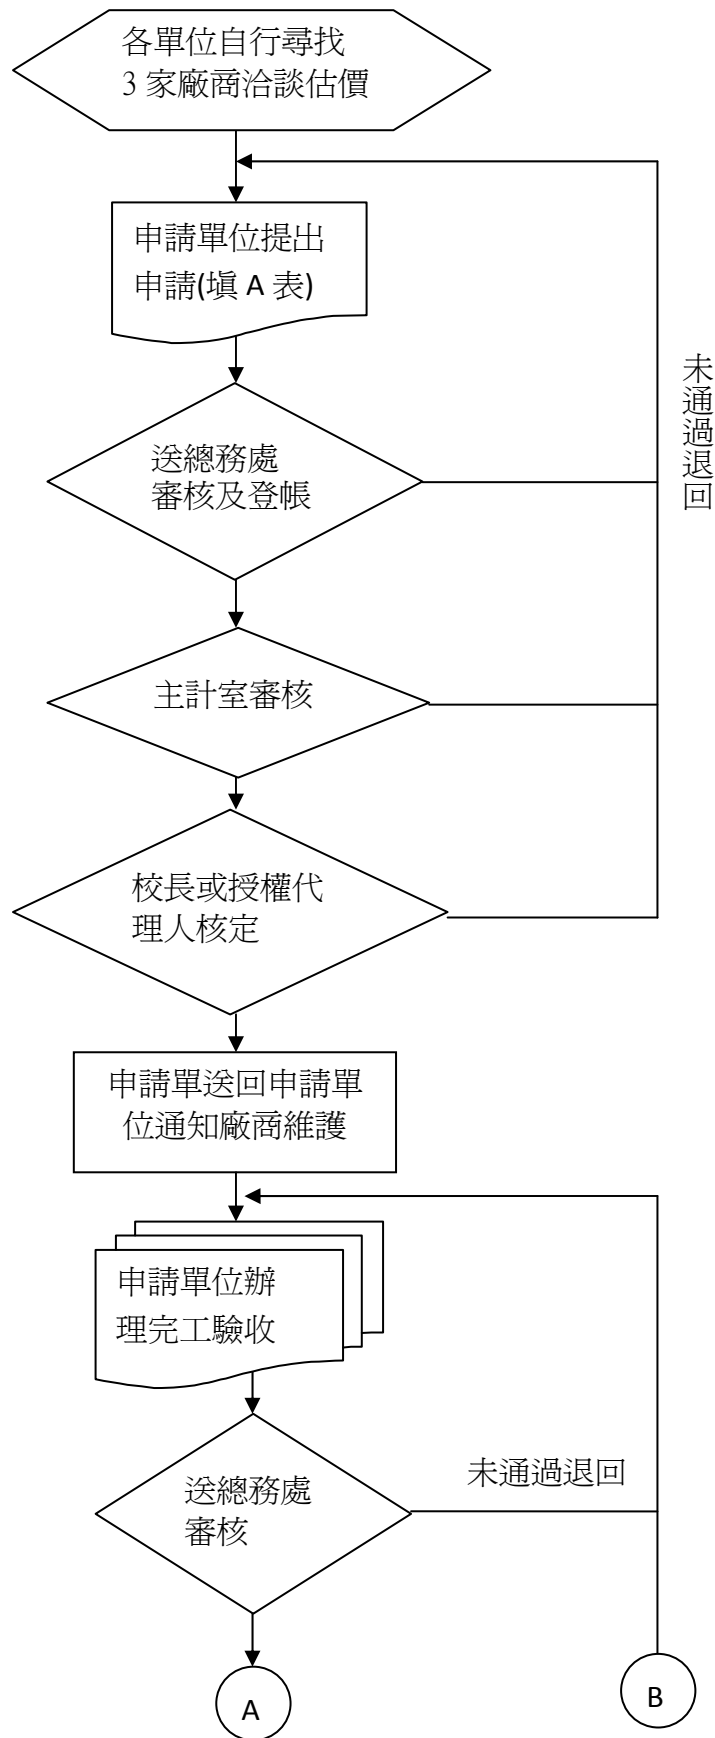 各單位自行尋找
3 家廠商洽談估價
申請單位提出
申請(填 A 表)
未通過退回
送總務處
審核及登帳
主計室審核
校長或授權代
理人核定
申請單送回申請單
位通知廠商維護
申請單位辦
理完工驗收
未通過退回
送總務處
審核
A
B